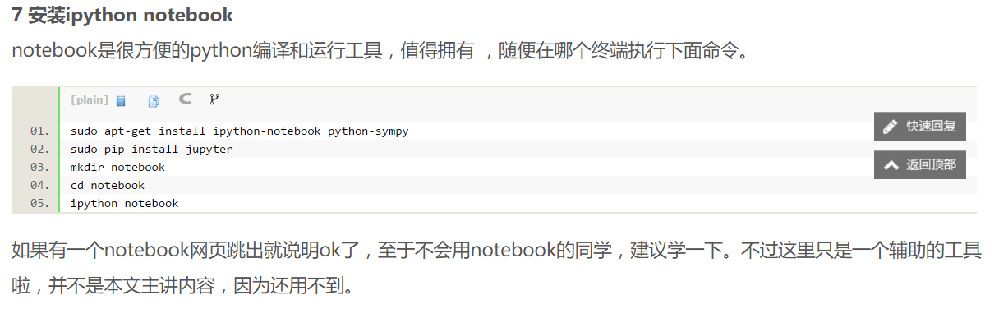 7 安装ipython notebook
notebook是很方便的python编译和运行工具，值得拥有 ，随便在哪个终端执行下面命令。
[plain]
01. sudo apt-get install ipython-notebook python-sympy
02. sudo pip install jupyter
03. mkdir notebook
04. cd notebook
05. ipython notebook
快速回复
返回顶部
如果有一个notebook网页跳出就说明ok了，至于不会用notebook的同学，建议学一下。不过这里只是一个辅助的工具
啦，并不是本文主讲内容，因为还用不到。